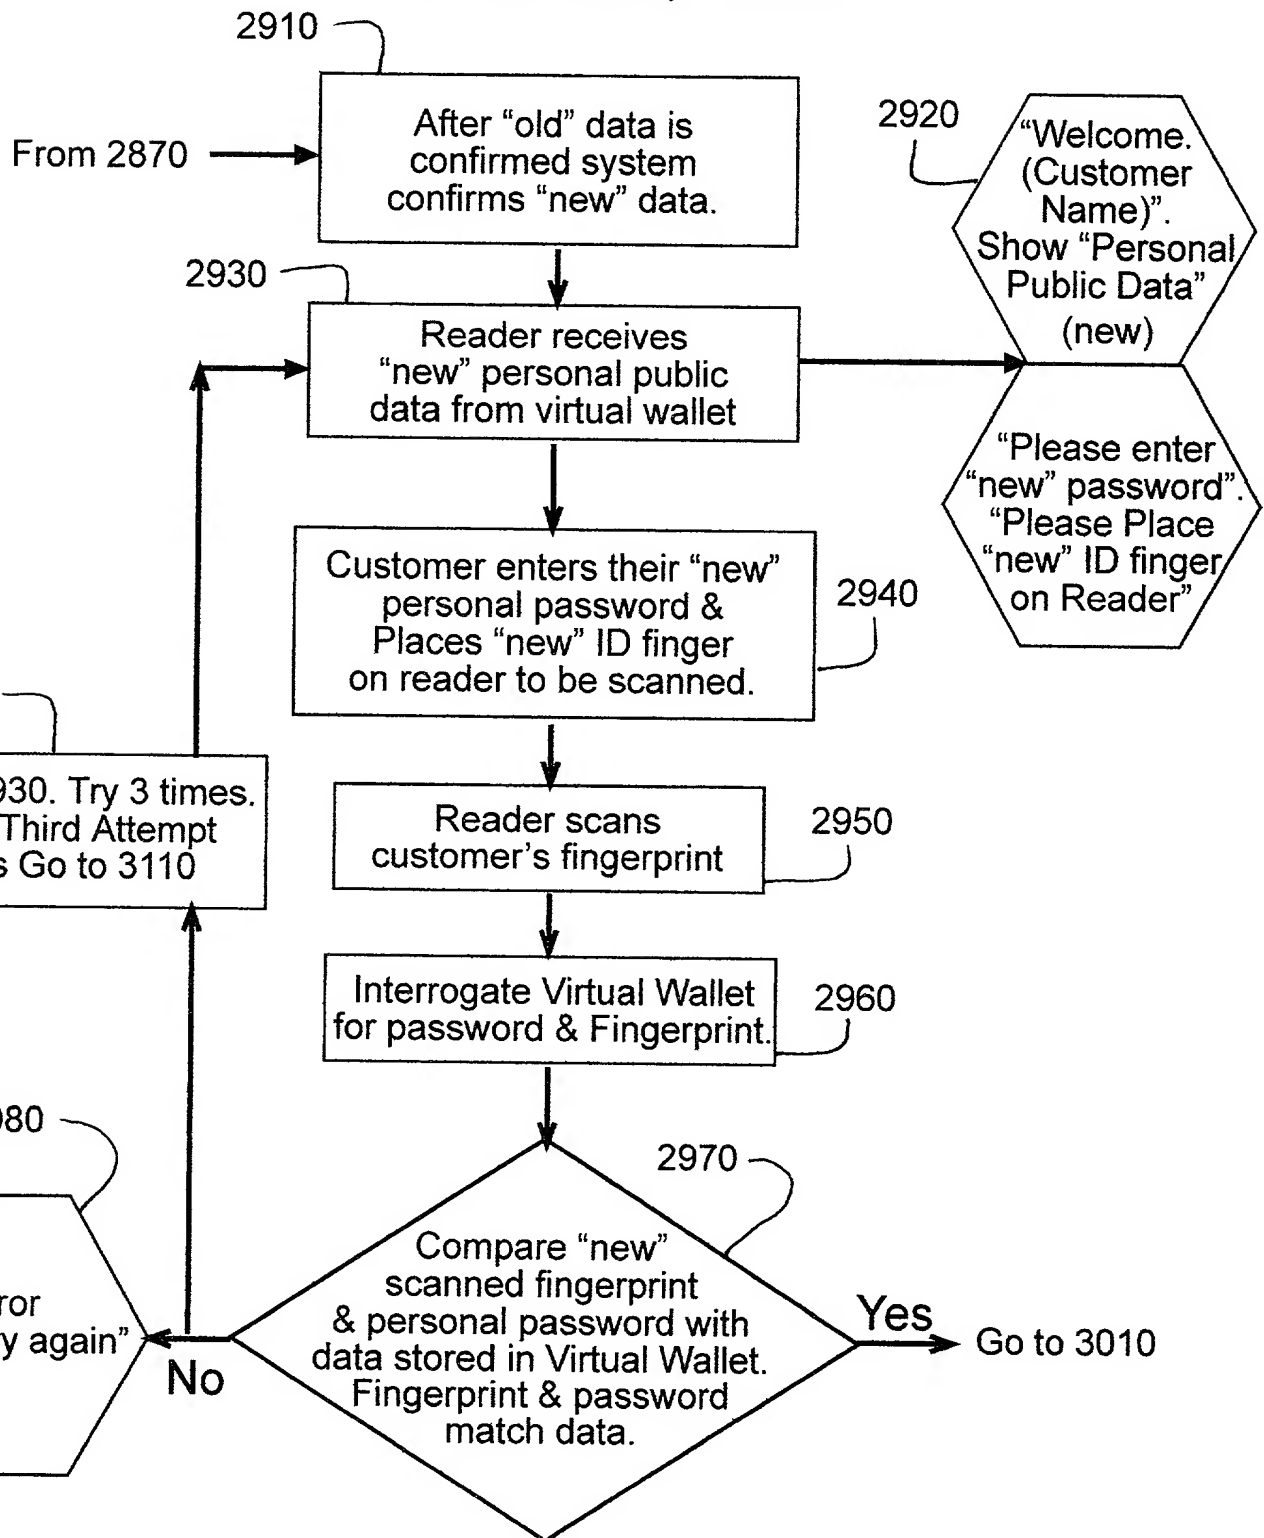 2910
From 2870
After “old” data is
confirmed system
confirms “new” data.
2920
“Welcome.
(Customer
Name)”.
Show “Personal
Public Data”
(new)
2930
Reader receives
“new” personal public
data from virtual wallet
“Please enter
“new” password”.
“Please Place
“new” ID finger
on Reader”
Customer enters their “new”
personal password &
Places “new” ID finger
on reader to be scanned.
2940
930. Try 3 times.
Third Attempt
s Go to 3110
Reader scans
customer’s fingerprint
2950
Interrogate Virtual Wallet
for password & Fingerprint.
2960
980
ror
y again”
No
2970
Compare “new”
scanned fingerprint
& personal password with
data stored in Virtual Wallet.
Fingerprint & password
match data.
Yes
Go to 3010